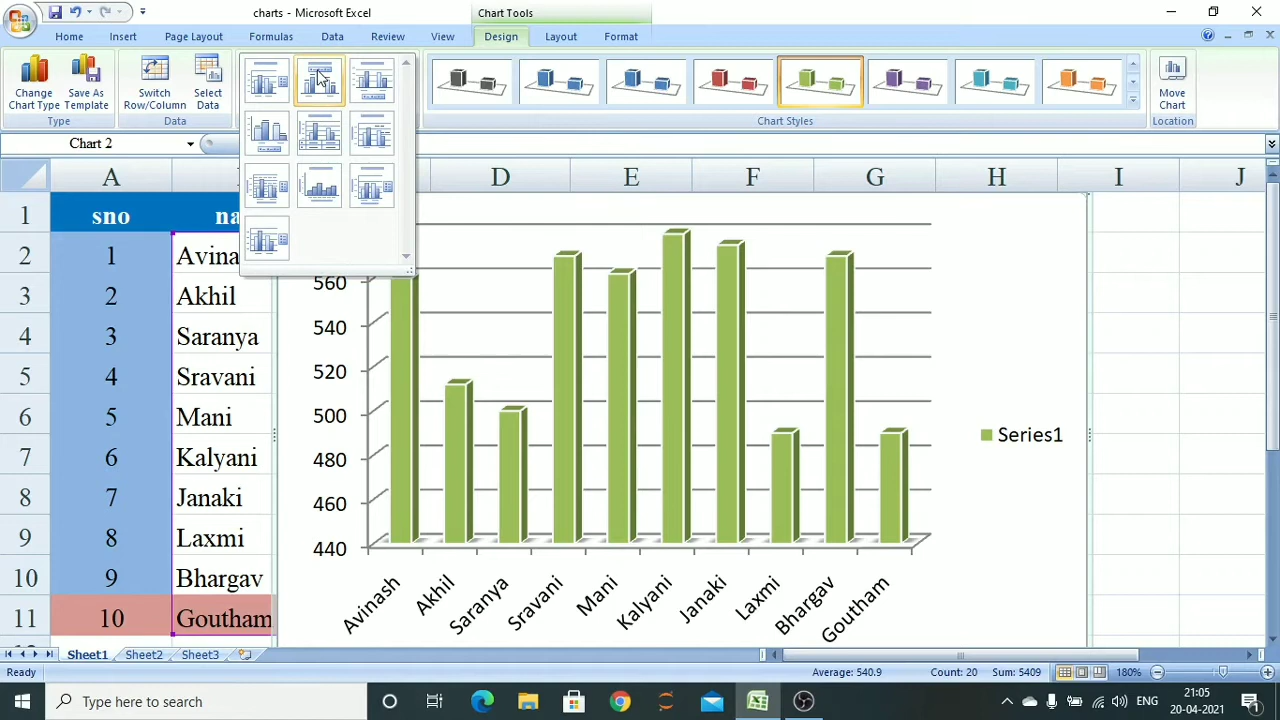 charts - Microsoft Excel
Chart Tools
Home Insert Page Layout Formulas Data Review View Design Layout Format
Change Chart Type
Save As Template
Type
Switch Row/Column
Select Data
Data
Chart Styles
Move Chart
Location
Chart 2
A D E F G H I J
1 sno na
2 1 Avina
3 2 Akhil
4 3 Saranya
5 4 Sravani
6 5 Mani
7 6 Kalyani
8 7 Janaki
9 8 Laxmi
10 9 Bhargav
11 10 Goutham
560
540
520
500
480
460
440
Avinash Akhil Saranya Sravani Mani Kalyani Janaki Laxmi Bhargav Goutham
Series1
Sheet1 Sheet2 Sheet3
Ready Average: 540.9 Count: 20 Sum: 5409 180%
Type here to search
ENG
21:05
20-04-2021
1